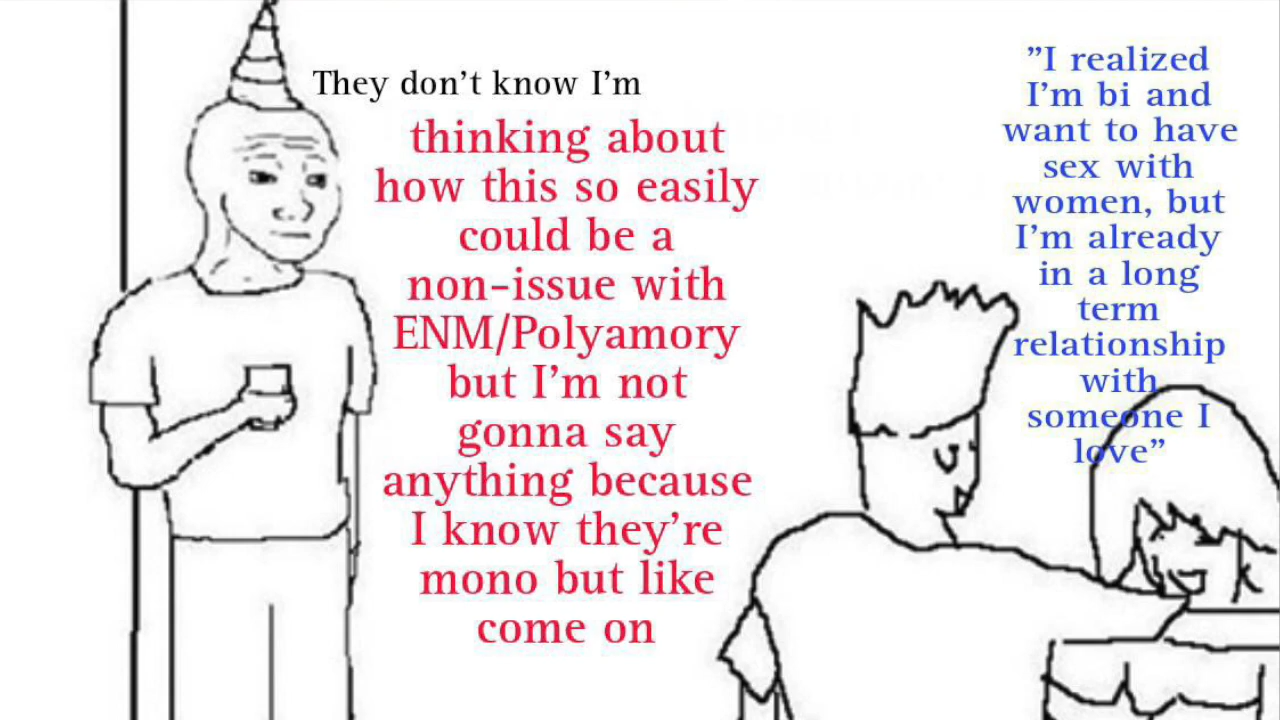 They don't know I'm
thinking about
how this so easily
could be a
non-issue with
ENM/Polyamory
but I'm not
gonna say
anything because
I know they're
mono but like
come on
"I realized
I'm bi and
want to have
sex with
women, but
I'm already
in a long
term
relationship
with
someone I
love"